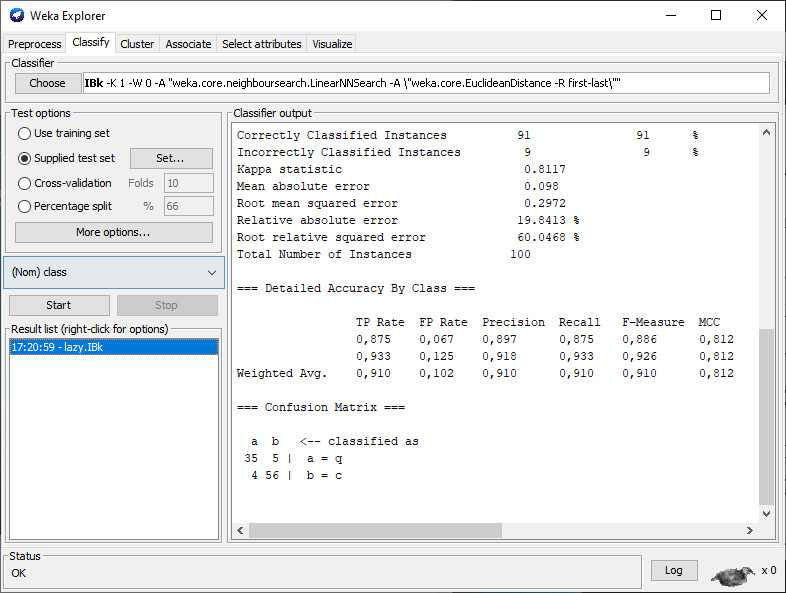 Weka Explorer
Preprocess Classify Cluster Associate Select attributes Visualize
Classifier
Choose IBk -K 1 -W 0 -A "weka.core.neighboursearch.LinearNNSearch -A \"weka.core.EuclideanDistance -R first-last\""
Test options
Use training set
Supplied test set Set...
Cross-validation Folds 10
Percentage split % 66
More options...
(Nom) class
Start Stop
Result list (right-click for options)
17:20:59 - lazy.IBk
Classifier output
Correctly Classified Instances 91 91 %
Incorrectly Classified Instances 9 9 %
Kappa statistic 0.8117
Mean absolute error 0.098
Root mean squared error 0.2972
Relative absolute error 19.8413 %
Root relative squared error 60.0468 %
Total Number of Instances 100
=== Detailed Accuracy By Class ===
TP Rate FP Rate Precision Recall F-Measure MCC
0,875 0,067 0,897 0,875 0,886 0,812
0,933 0,125 0,918 0,933 0,926 0,812
Weighted Avg. 0,910 0,102 0,910 0,910 0,910 0,812
=== Confusion Matrix ===
a b <-- classified as
35 5 | a = q
4 56 | b = c
Status
OK
Log x 0